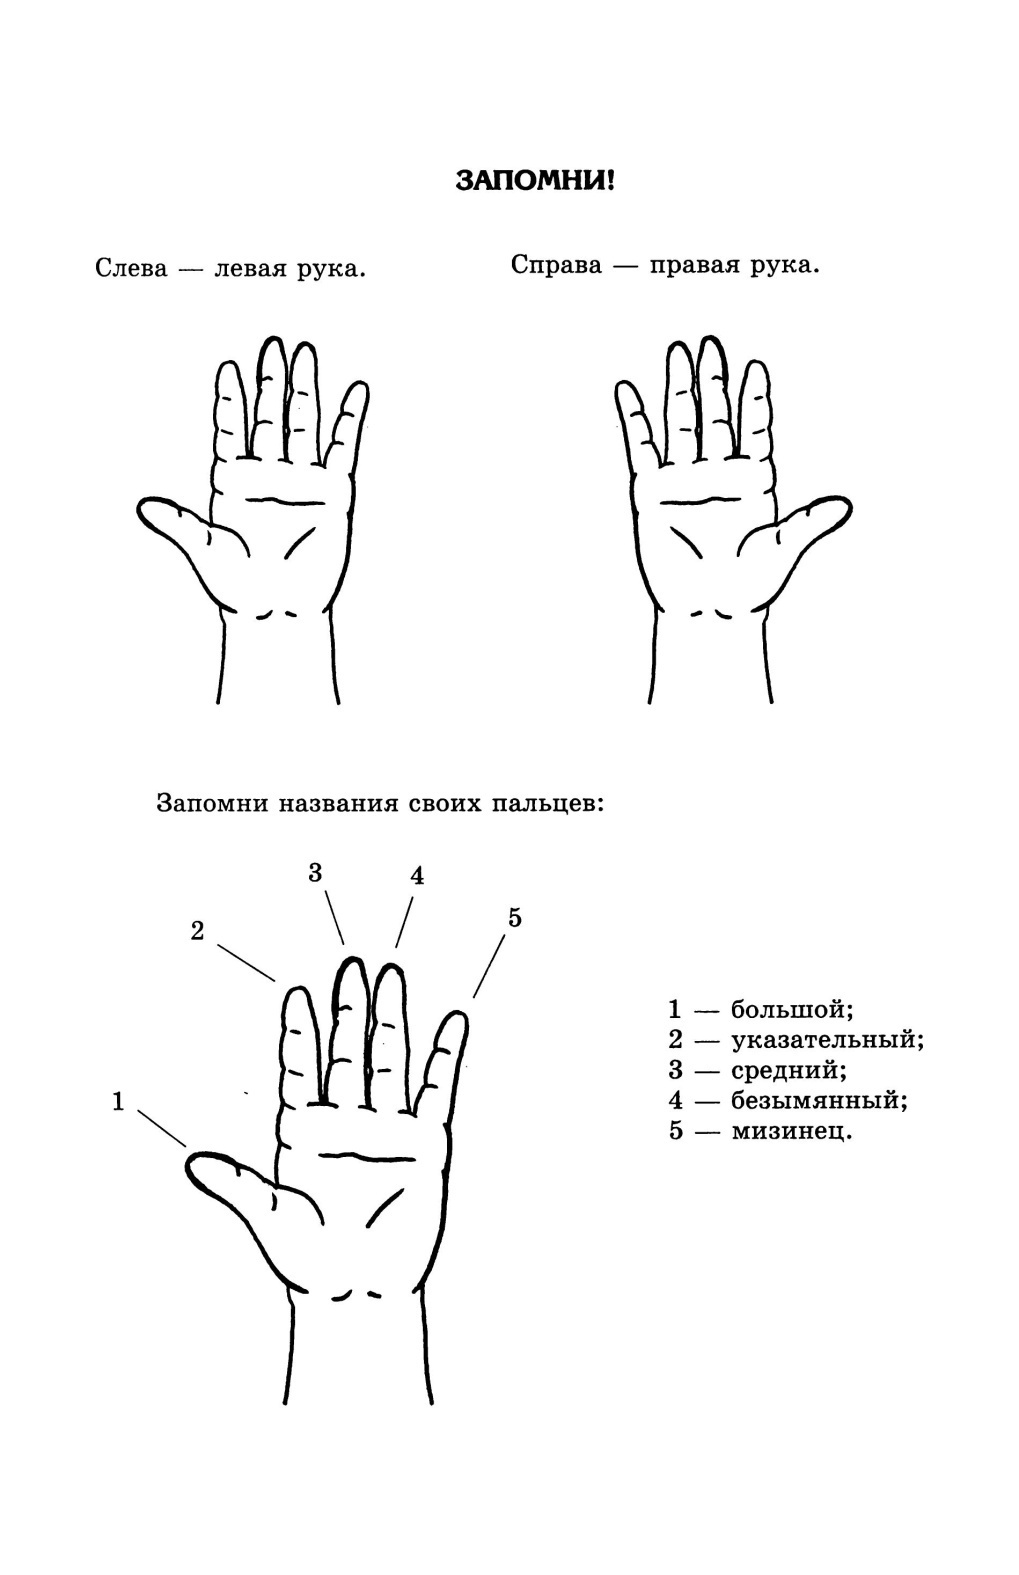 ЗАПОМНИ!
Слева — левая рука.
Справа — правая рука.
Запомни названия своих пальцев:
3
4
2
5
1
1 — большой;
2 — указательный;
3 — средний;
4 — безымянный;
5 — мизинец.